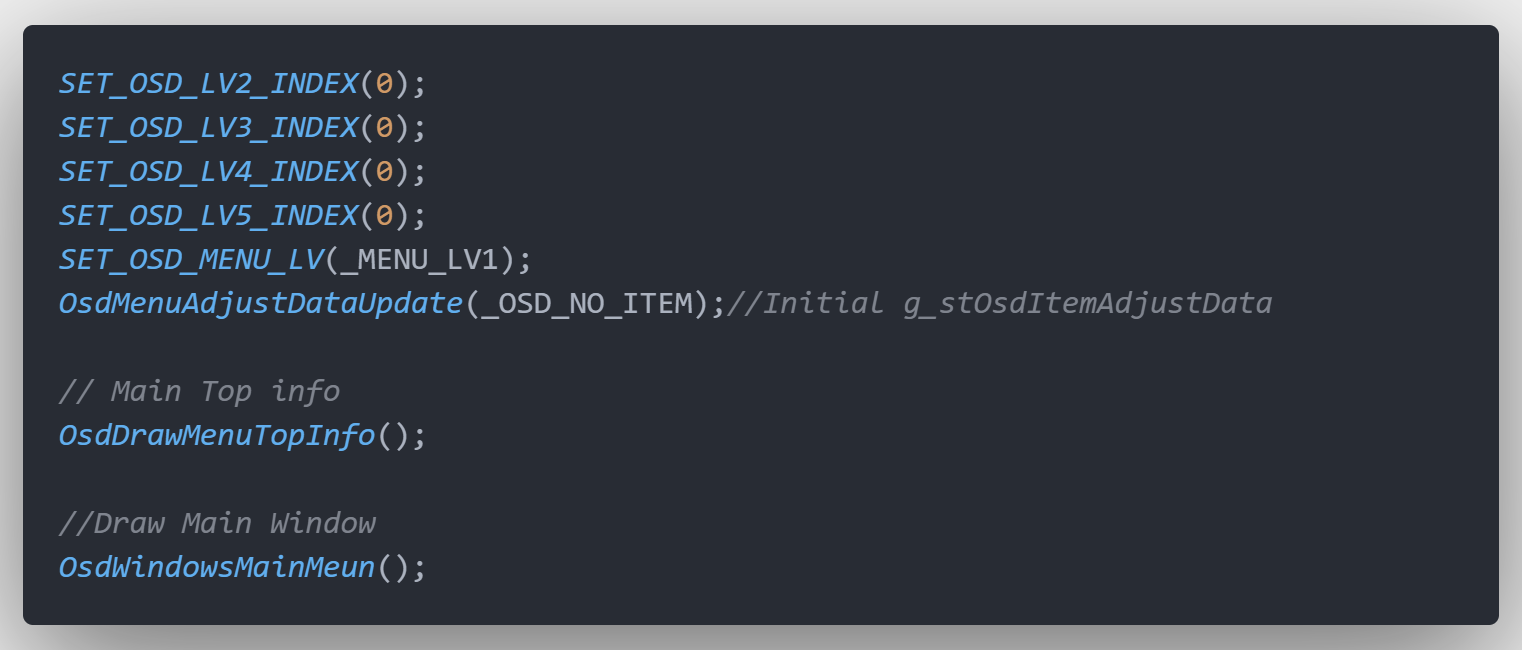 SET_OSD_LV2_INDEX(0);
SET_OSD_LV3_INDEX(0);
SET_OSD_LV4_INDEX(0);
SET_OSD_LV5_INDEX(0);
SET_OSD_MENU_LV(_MENU_LV1);
OsdMenuAdjustDataUpdate(_OSD_NO_ITEM);//Initial g_stOsdItemAdjustData
// Main Top info
OsdDrawMenuTopInfo();
//Draw Main Window
OsdWindowsMainMeun();